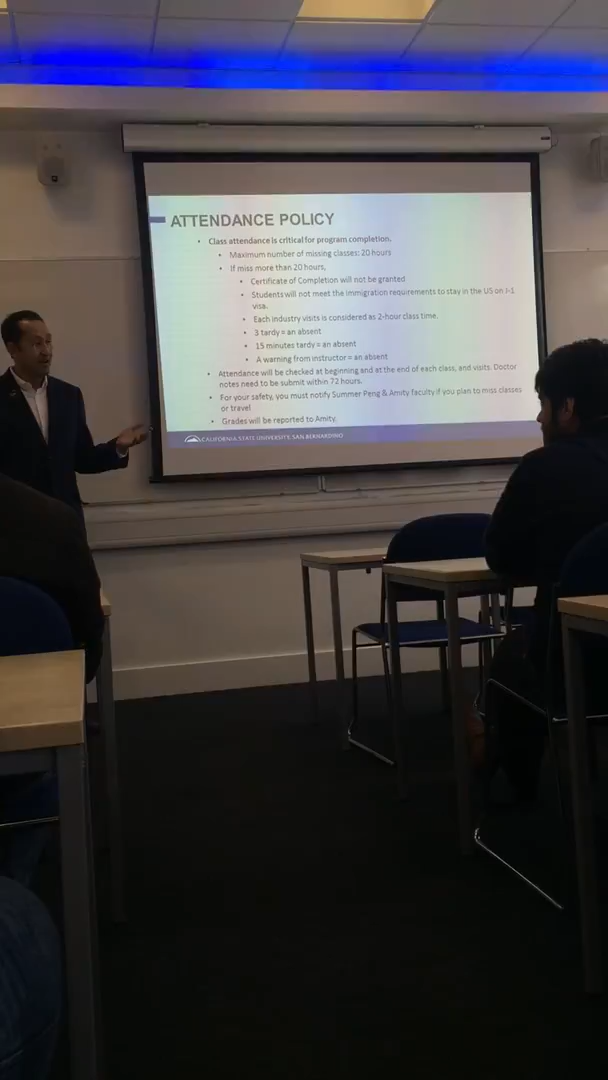 ATTENDANCE POLICY
• Class attendance is critical for program completion.
• Maximum number of missing classes: 20 hours
• If miss more than 20 hours,
• Certificate of Completion will not be granted
• Students will not meet the immigration requirements to stay in the US on J-1
visa.
• Each industry visits is considered as 2-hour class time.
• 3 tardy = an absent
• 15 minutes tardy = an absent
• A warning from instructor = an absent
• Attendance will be checked at beginning and at the end of each class, and visits. Doctor
notes need to be submit within 72 hours.
• For your safety, you must notify Summer Peng & Amity faculty if you plan to miss classes
or travel
• Grades will be reported to Amity.
CALIFORNIA STATE UNIVERSITY, SAN BERNARDINO